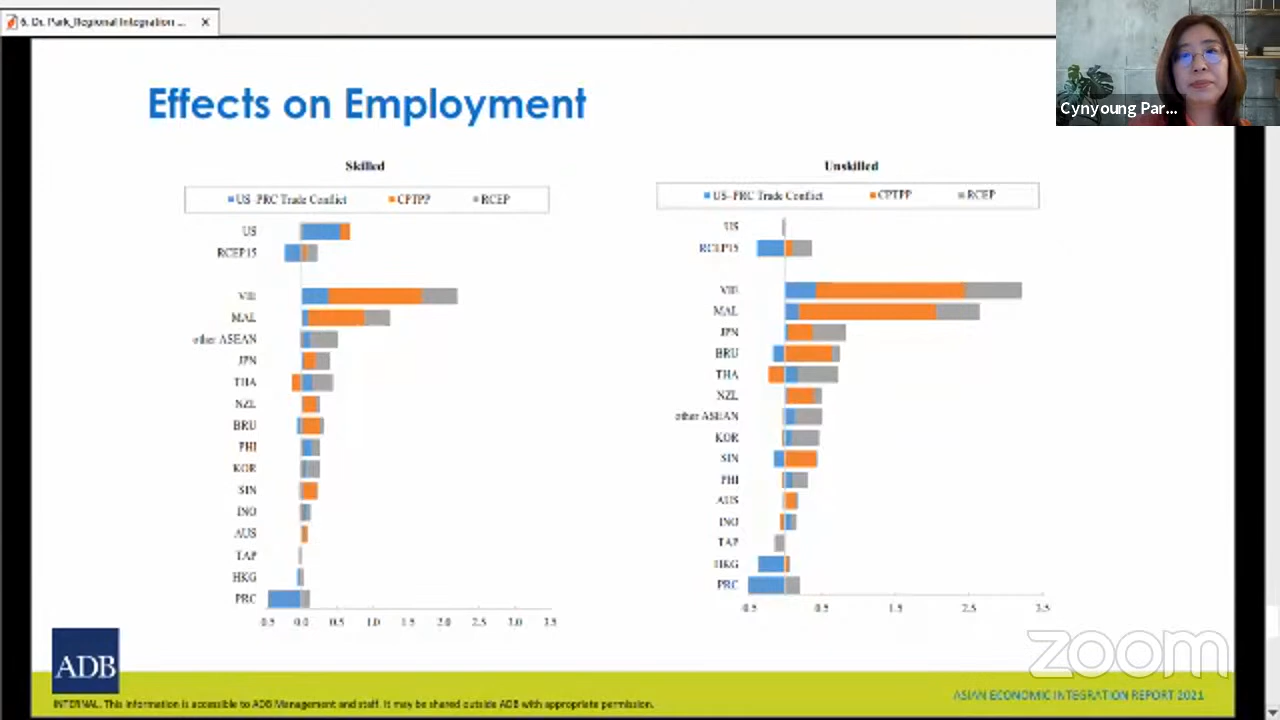 6. Dr. Park_Regional Integration ...
Cynyoung Par...
Effects on Employment
Skilled
US-PRC Trade Conflict CPTPP RCEP
US
RCEP15
VIE
MAL
other ASEAN
JPN
THA
NZL
BRU
PHI
KOR
SIN
INO
AUS
TAP
HKG
PRC
-0.5 0.0 0.5 1.0 1.5 2.0 2.5 3.0 3.5
Unskilled
US-PRC Trade Conflict CPTPP RCEP
US
RCEP15
VIE
MAL
JPN
BRU
THA
NZL
other ASEAN
KOR
SIN
PHI
AUS
INO
TAP
HKG
PRC
-0.5 0.5 1.5 2.5 3.5
zoom
ADB
ASIAN ECONOMIC INTEGRATION REPORT 2021
INTERNAL. This information is accessible to ADB Management and staff. It may be shared outside ADB with appropriate permission.